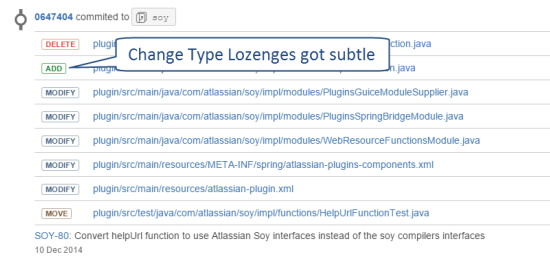 0647404 commited to soy
DELETE plugin ction.java
Change Type Lozenges got subtle
ADD plugin n.java
MODIFY plugin/src/main/java/com/atlassian/soy/impl/modules/PluginsGuiceModuleSupplier.java
MODIFY plugin/src/main/java/com/atlassian/soy/impl/modules/PluginsSpringBridgeModule.java
MODIFY plugin/src/main/java/com/atlassian/soy/impl/modules/WebResourceFunctionsModule.java
MODIFY plugin/src/main/resources/META-INF/spring/atlassian-plugins-components.xml
MODIFY plugin/src/main/resources/atlassian-plugin.xml
MOVE plugin/src/test/java/com/atlassian/soy/impl/functions/HelpUrlFunctionTest.java
SOY-80: Convert helpUrl function to use Atlassian Soy interfaces instead of the soy compilers interfaces
10 Dec 2014